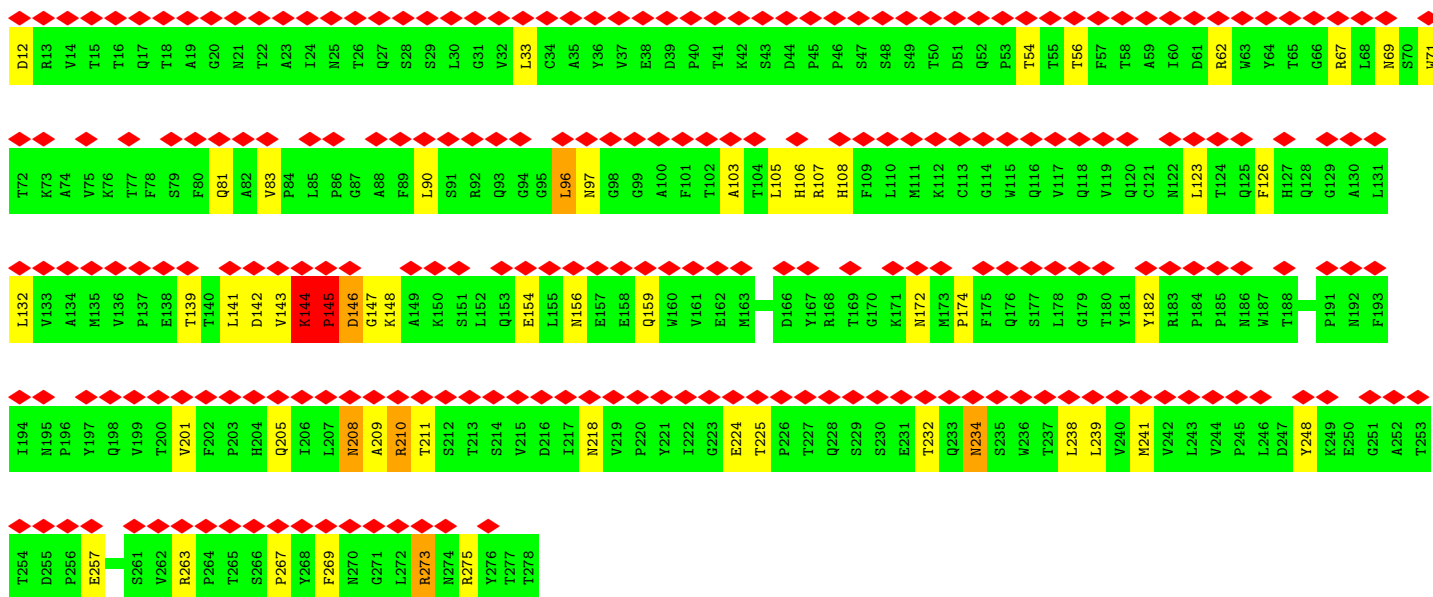 D12 R13 V14 T15 T16 Q17 T18 A19 G20 N21 T22 A23 I24 N25 T26 Q27 S28 S29 L30 G31 V32 L33 C34 A35 Y36 V37 E38 D39 P40 T41 K42 S43 D44 P45 P46 S47 S48 S49 T50 D51 Q52 P53 T54 T55 T56 F57 T58 A59 I60 D61 R62 W63 Y64 T65 G66 R67 L68 N69 S70 W71
T72 K73 A74 V75 K76 T77 F78 S79 F80 Q81 A82 V83 P84 L85 P86 G87 A88 F89 L90 S91 R92 Q93 G94 G95 L96 N97 G98 G99 A100 F101 T102 A103 T104 L105 H106 R107 H108 F109 L110 M111 K112 C113 G114 W115 Q116 V117 Q118 V119 Q120 C121 N122 L123 T124 Q125 F126 H127 Q128 G129 A130 L131
L132 V133 A134 M135 V136 P137 E138 T139 T140 L141 D142 V143 K144 P145 D146 G147 K148 A149 K150 S151 L152 Q153 E154 L155 N156 E157 E158 Q159 W160 V161 E162 M163 D166 Y167 R168 T169 G170 K171 N172 M173 P174 F175 Q176 S177 L178 G179 T180 Y181 Y182 R183 P184 P185 N186 W187 T188 P191 N192 F193
I194 N195 P196 Y197 Q198 V199 T200 V201 F202 P203 H204 Q205 I206 L207 N208 A209 R210 T211 S212 T213 S214 V215 D216 I217 N218 V219 P220 Y221 I222 G223 E224 T225 P226 T227 Q228 S229 S230 E231 T232 Q233 N234 S235 W236 T237 L238 L239 V240 M241 V242 L243 V244 P245 L246 D247 Y248 K249 E250 G251 A252 T253
T254 D255 P256 E257 S261 V262 R263 P264 T265 S266 P267 Y268 F269 N270 G271 L272 R273 N274 R275 Y276 T277 T278